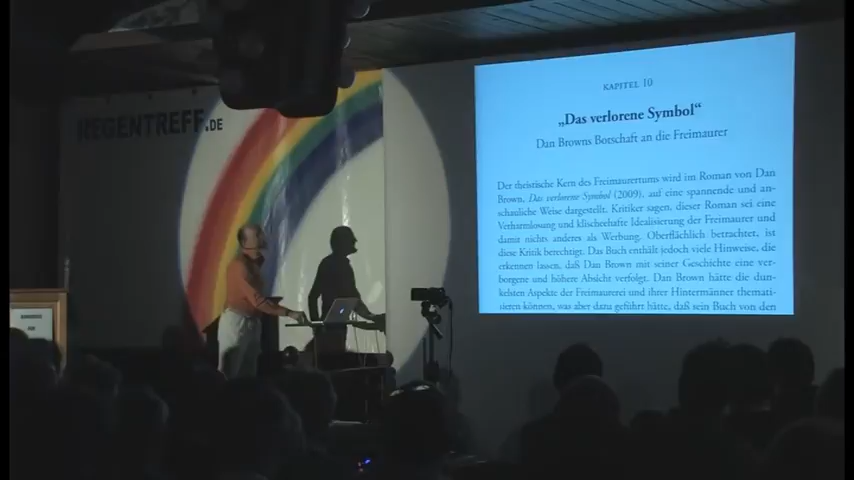 REGENTREFF.DE
KAPITEL 10
„Das verlorene Symbol“
Dan Browns Botschaft an die Freimaurer
Der theistische Kern des Freimaurertums wird im Roman von Dan
Brown, Das verlorene Symbol (2009), auf eine spannende und an-
schauliche Weise dargestellt. Kritiker sagen, dieser Roman sei eine
Verharmlosung und klischeehafte Idealisierung der Freimaurer und
damit nichts anderes als Werbung. Oberflächlich betrachtet, ist
diese Kritik berechtigt. Das Buch enthält jedoch viele Hinweise, die
erkennen lassen, daß Dan Brown mit seiner Geschichte eine ver-
borgene und höhere Absicht verfolgt. Dan Brown hätte die dun-
kelsten Aspekte der Freimaurerei und ihrer Hintermänner themati-
sieren können, was aber dazu geführt hätte, daß sein Buch von den